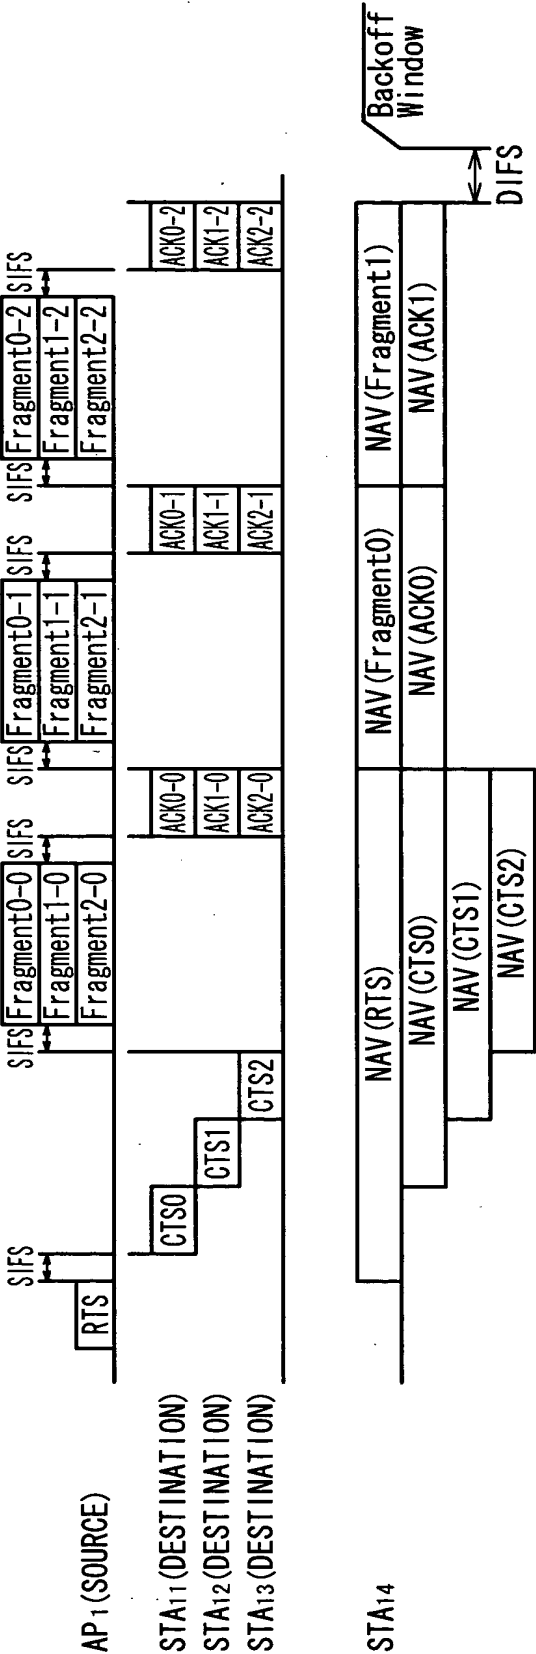 AP1(SOURCE)
RTS
SIFS
SIFS
Fragment0-0
Fragment1-0
Fragment2-0
SIFS
SIFS
Fragment0-1
Fragment1-1
Fragment2-1
SIFS
SIFS
Fragment0-2
Fragment1-2
Fragment2-2
SIFS
STA11(DESTINATION)
STA12(DESTINATION)
STA13(DESTINATION)
CTS0
CTS1
CTS2
ACK0-0
ACK1-0
ACK2-0
ACK0-1
ACK1-1
ACK2-1
ACK0-2
ACK1-2
ACK2-2
STA14
NAV(RTS)
NAV(CTS0)
NAV(CTS1)
NAV(CTS2)
NAV(Fragment0)
NAV(ACK0)
NAV(Fragment1)
NAV(ACK1)
DIFS
Backoff
Window